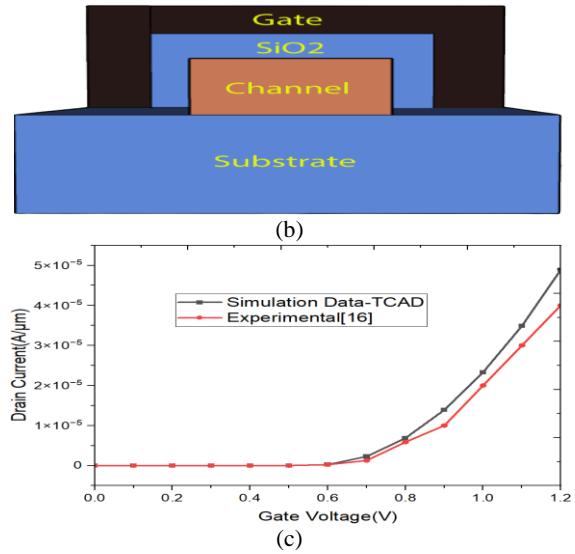 Gate
SiO2
Channel
Substrate
(b)
5×10⁻⁵
4×10⁻⁵
3×10⁻⁵
2×10⁻⁵
1×10⁻⁵
0
Drain Current(A/μm)
Simulation Data-TCAD
Experimental[16]
0.0 0.2 0.4 0.6 0.8 1.0 1.2
Gate Voltage(V)
(c)